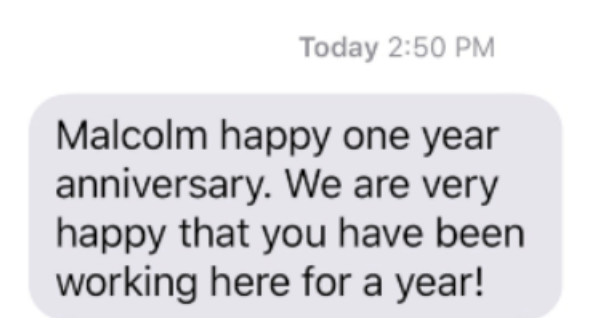 Today 2:50 PM
Malcolm happy one year
anniversary. We are very
happy that you have been
working here for a year!